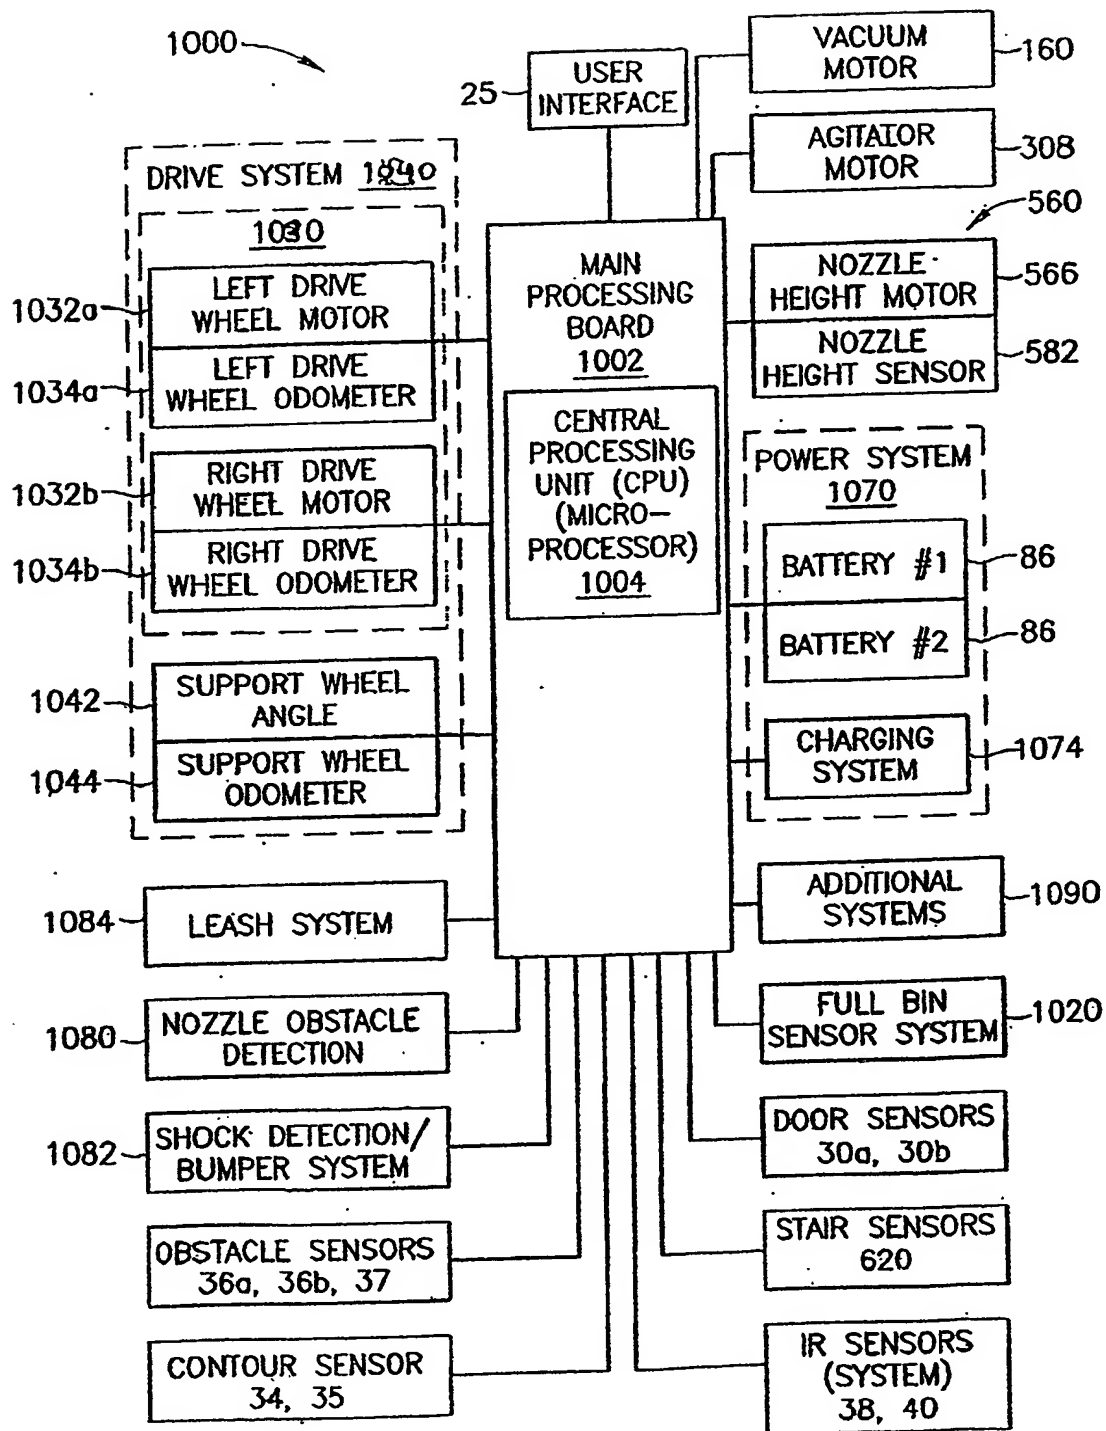 1000
25
USER
INTERFACE
VACUUM
MOTOR
160
AGITATOR
MOTOR
308
560
DRIVE SYSTEM
1030
LEFT DRIVE
WHEEL MOTOR
1032a
LEFT DRIVE
WHEEL ODOMETER
1034a
RIGHT DRIVE
WHEEL MOTOR
1032b
RIGHT DRIVE
WHEEL ODOMETER
1034b
1042
SUPPORT WHEEL
ANGLE
1044
SUPPORT WHEEL
ODOMETER
MAIN
PROCESSING
BOARD
1002
CENTRAL
PROCESSING
UNIT (CPU)
(MICRO-
PROCESSOR)
1004
NOZZLE
HEIGHT MOTOR
566
NOZZLE
HEIGHT SENSOR
582
POWER SYSTEM
1070
BATTERY #1
86
BATTERY #2
86
CHARGING
SYSTEM
1074
1084
LEASH SYSTEM
ADDITIONAL
SYSTEMS
1090
1080
NOZZLE OBSTACLE
DETECTION
FULL BIN
SENSOR SYSTEM
1020
1082
SHOCK DETECTION/
BUMPER SYSTEM
DOOR SENSORS
30a, 30b
OBSTACLE SENSORS
36a, 36b, 37
STAIR SENSORS
620
CONTOUR SENSOR
34, 35
IR SENSORS
(SYSTEM)
38, 40